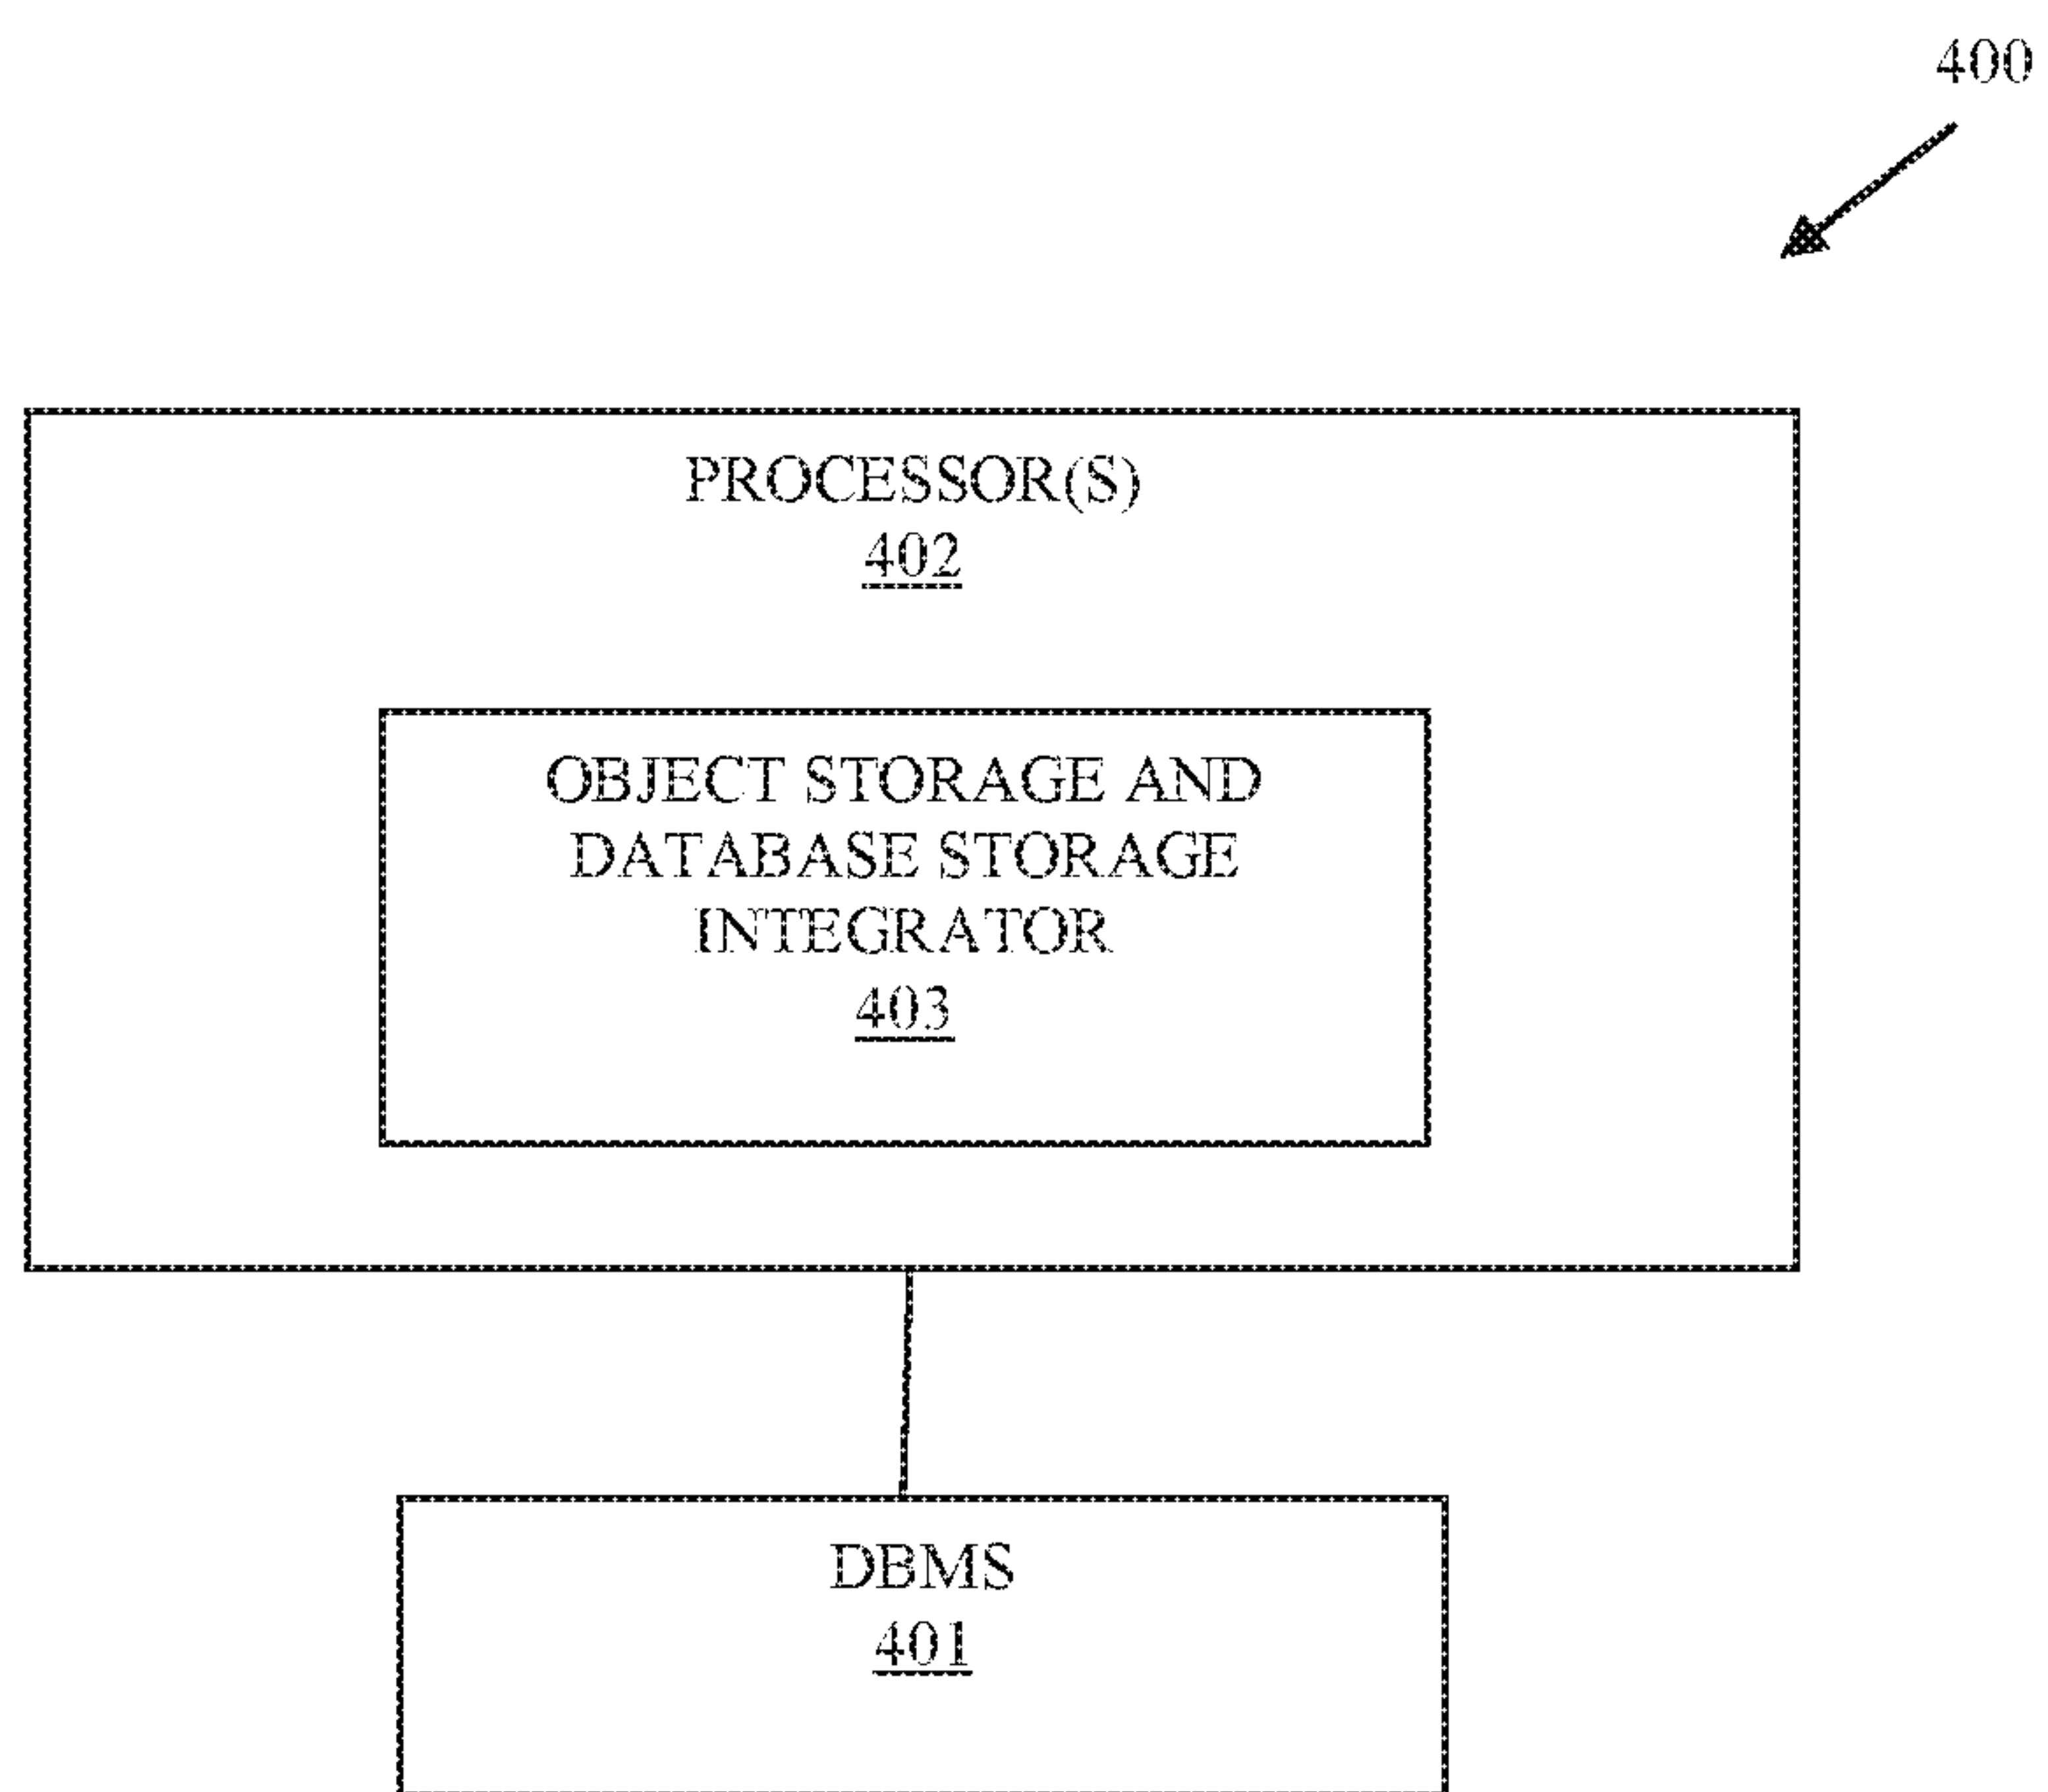 400
PROCESSOR(S)
402
OBJECT STORAGE AND
DATABASE STORAGE
INTEGRATOR
403
DBMS
401